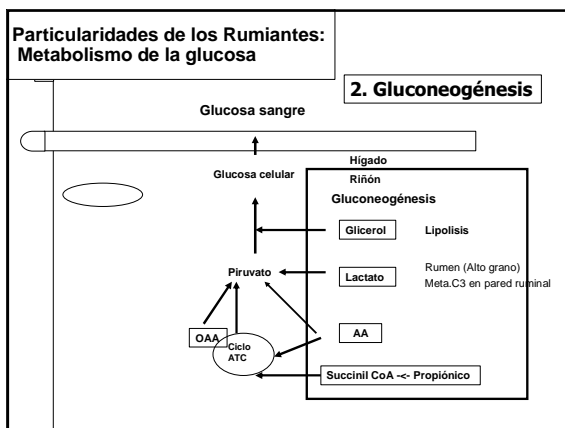 Particularidades de los Rumiantes:
Metabolismo de la glucosa
2. Gluconeogénesis
Glucosa sangre
Hígado
Glucosa celular
Riñón
Gluconeogénesis
Glicerol
Lipolisis
Piruvato
Lactato
Rumen (Alto grano)
Meta.C3 en pared ruminal
OAA
Ciclo
ATC
AA
Succinil CoA -<- Propiónico